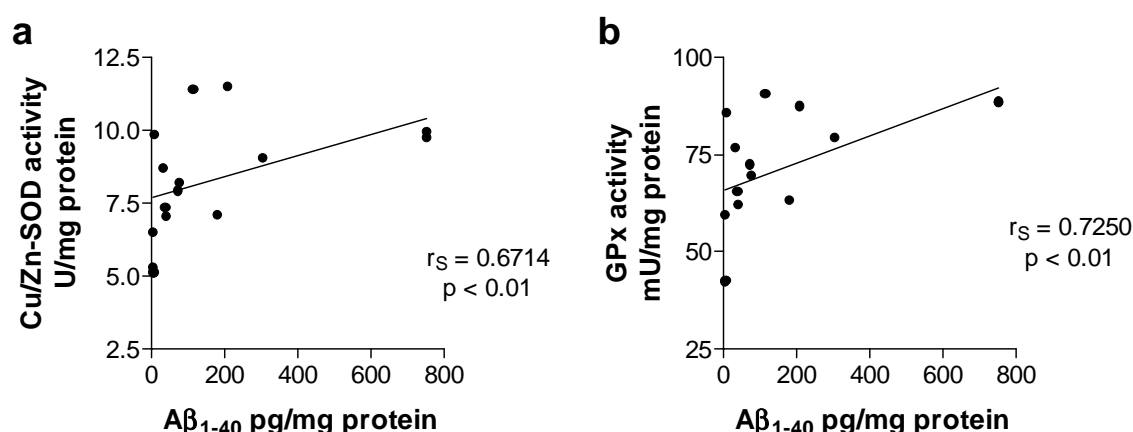 a
Cu/Zn-SOD activity
U/mg protein
12.5
10.0
7.5
5.0
2.5
0
200
400
600
800
rS = 0.6714
p < 0.01
Aβ1-40 pg/mg protein
b
GPx activity
mU/mg protein
100
75
50
25
0
200
400
600
800
rS = 0.7250
p < 0.01
Aβ1-40 pg/mg protein